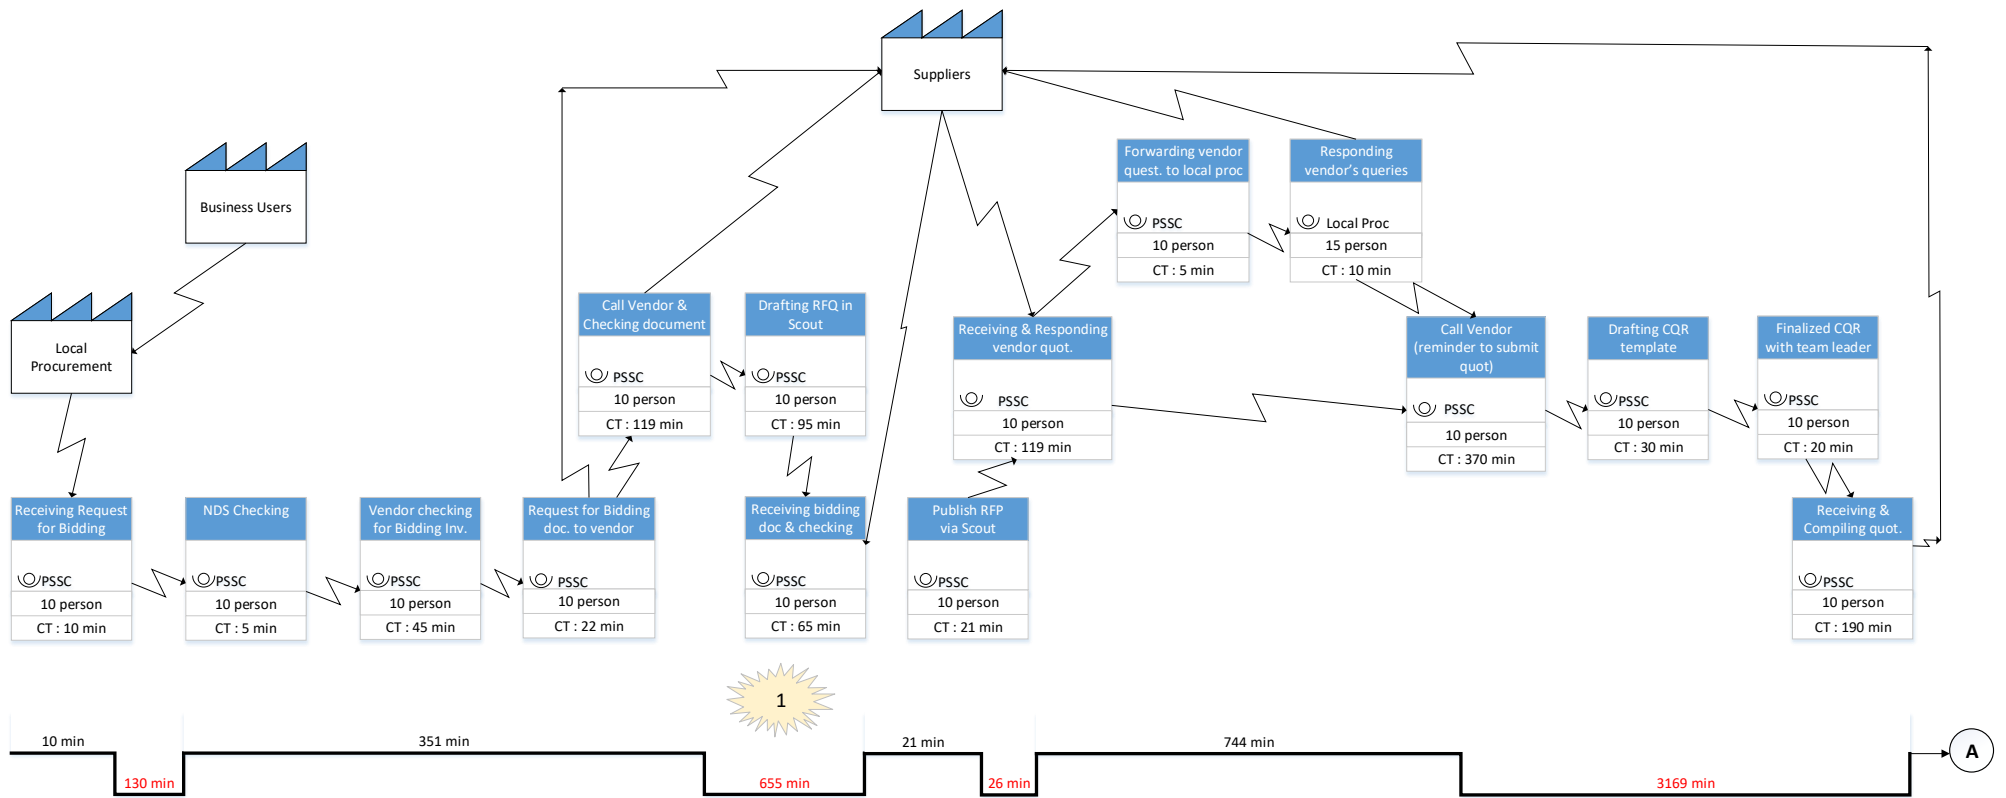 Suppliers
Business Users
Local
Procurement
Forwarding vendor
quest. to local proc
PSSC
10 person
CT : 5 min
Responding
vendor's queries
Local Proc
15 person
CT : 10 min
Call Vendor &
Checking document
PSSC
10 person
CT : 119 min
Drafting RFQ in
Scout
PSSC
10 person
CT : 95 min
Receiving & Responding
vendor quot.
PSSC
10 person
CT : 119 min
Call Vendor
(reminder to submit
quot)
PSSC
10 person
CT : 370 min
Drafting CQR
template
PSSC
10 person
CT : 30 min
Finalized CQR
with team leader
PSSC
10 person
CT : 20 min
Receiving Request
for Bidding
PSSC
10 person
CT : 10 min
NDS Checking
PSSC
10 person
CT : 5 min
Vendor checking
for Bidding Inv.
PSSC
10 person
CT : 45 min
Request for Bidding
doc. to vendor
PSSC
10 person
CT : 22 min
Receiving bidding
doc & checking
PSSC
10 person
CT : 65 min
Publish RFP
via Scout
PSSC
10 person
CT : 21 min
Receiving &
Compiling quot.
PSSC
10 person
CT : 190 min
1
10 min
130 min
351 min
655 min
21 min
26 min
744 min
3169 min
A